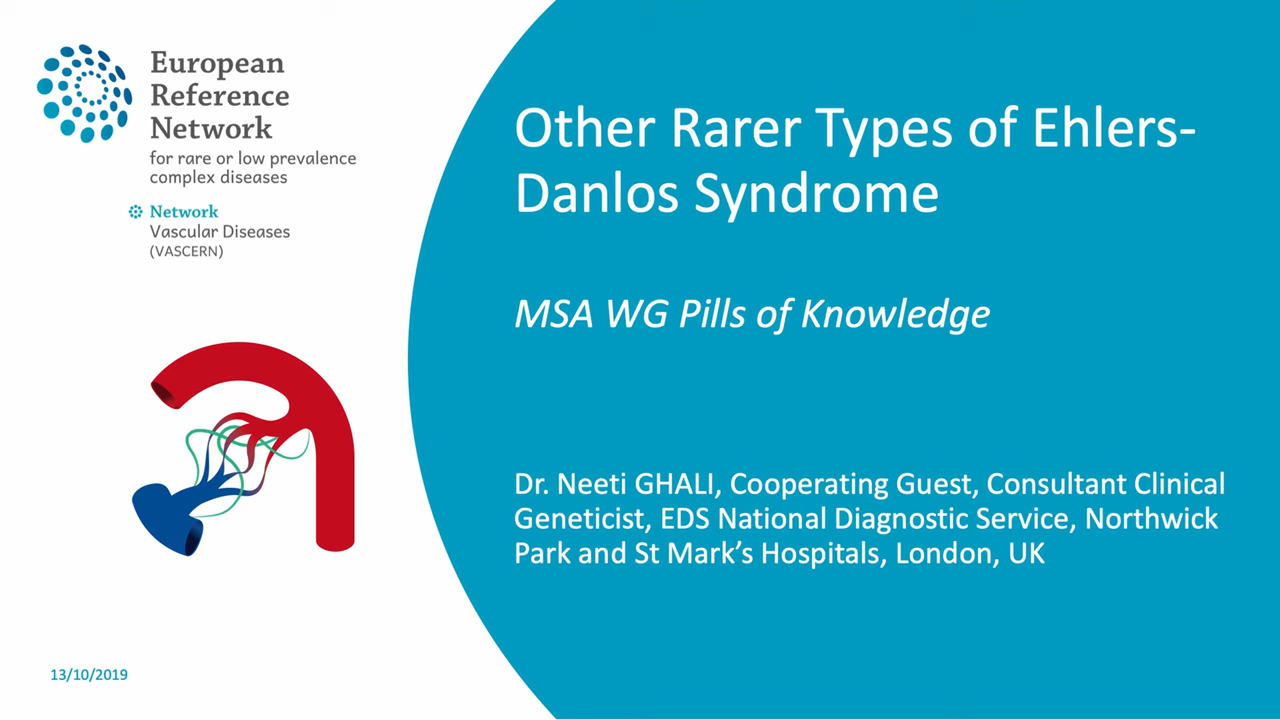 European
Reference
Network
for rare or low prevalence
complex diseases
Network
Vascular Diseases
(VASCERN)
Other Rarer Types of Ehlers-
Danlos Syndrome
MSA WG Pills of Knowledge
Dr. Neeti GHALI, Cooperating Guest, Consultant Clinical
Geneticist, EDS National Diagnostic Service, Northwick
Park and St Mark’s Hospitals, London, UK
13/10/2019